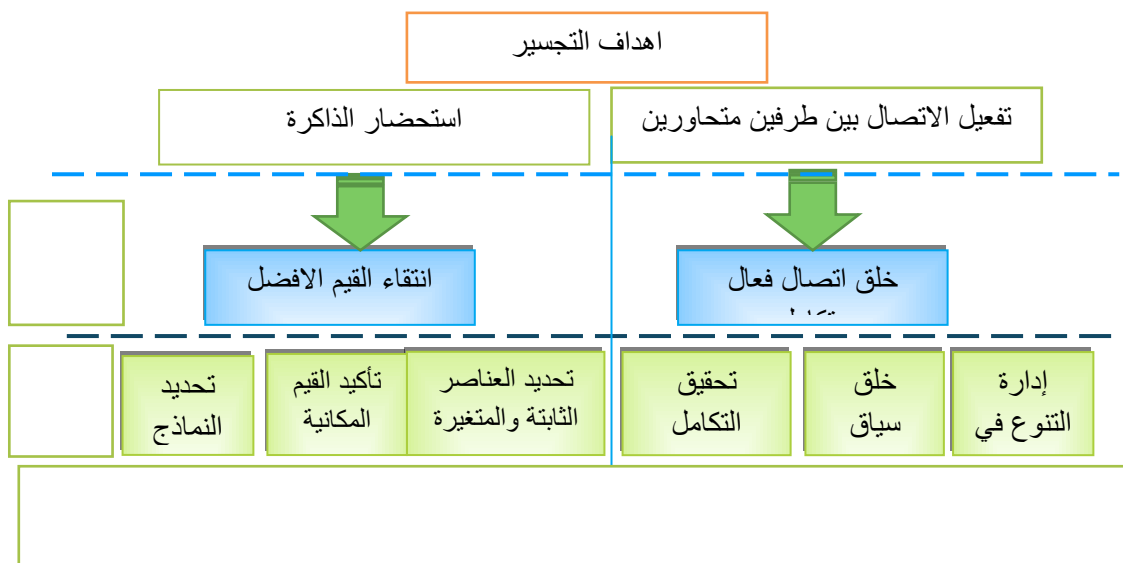 اهداف التجسير
تفعيل الاتصال بين طرفين متحاورين
استحضار الذاكرة
خلق اتصال فعال
انتقاء القيم الافضل
إدارة
التنوع في
خلق
سياق
تحقيق
التكامل
تحديد العناصر
الثابتة والمتغيرة
تأكيد القيم
المكانية
تحديد
النماذج